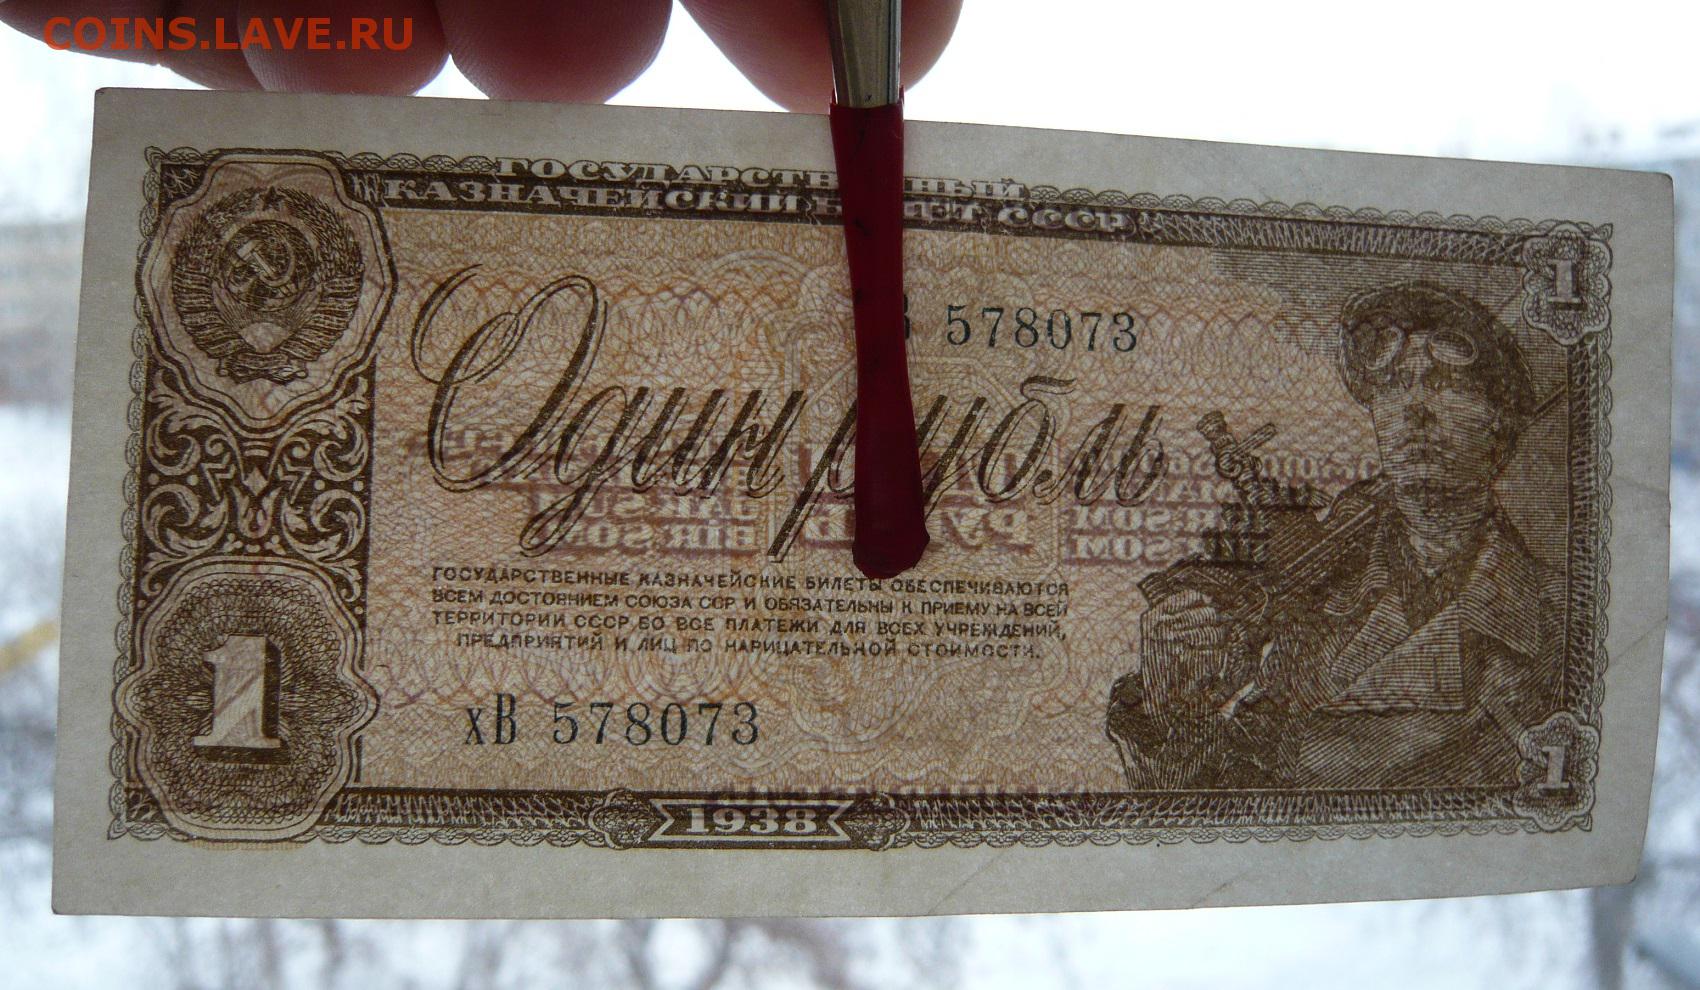 COINS.LAVE.RU
ГОСУДАРСТВЕННЫЙ
КАЗНАЧЕЙСКИЙ БИЛЕТ СССР
1
578073
Один рубль
ГОСУДАРСТВЕННЫЕ КАЗНАЧЕЙСКИЕ БИЛЕТЫ ОБЕСПЕЧИВАЮТСЯ
ВСЕМ ДОСТОЯНИЕМ СОЮЗА ССР И ОБЯЗАТЕЛЬНЫ К ПРИЕМУ НА ВСЕЙ
ТЕРРИТОРИИ СССР ВО ВСЕ ПЛАТЕЖИ ДЛЯ ВСЕХ УЧРЕЖДЕНИЙ,
ПРЕДПРИЯТИЙ И ЛИЦ ПО НАРИЦАТЕЛЬНОЙ СТОИМОСТИ.
1
хВ 578073
1
1938